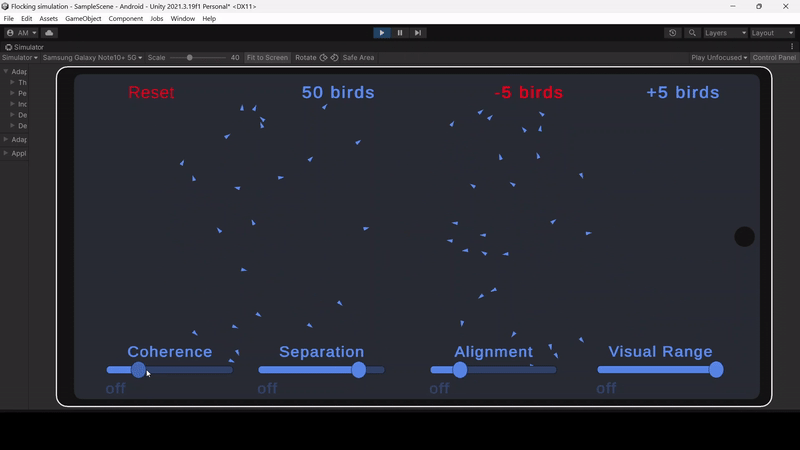 Flocking simulation - SampleScene - Android - Unity 2021.3.19f1 Personal* <DX11>
File Edit Assets GameObject Component Jobs Window Help
AM Layers Layout
Simulator
Simulator Samsung Galaxy Note10+ 5G Scale 40 Fit to Screen Rotate Safe Area Play Unfocused Control Panel
Adap
Th
Pe
Inc
De
De
Adap
Appl
Reset 50 birds -5 birds +5 birds
Coherence Separation Alignment Visual Range
off off off off